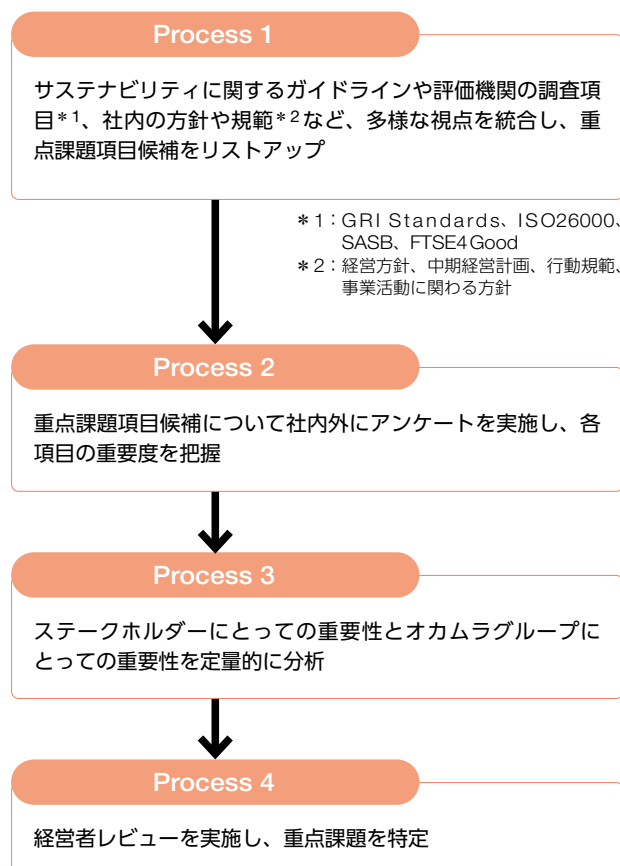 Process 1
サステナビリティに関するガイドラインや評価機関の調査項
目＊1、社内の方針や規範＊2など、多様な視点を統合し、重
点課題項目候補をリストアップ
＊1：GRI Standards、ISO26000、
SASB、FTSE4Good
＊2：経営方針、中期経営計画、行動規範、
事業活動に関わる方針
Process 2
重点課題項目候補について社内外にアンケートを実施し、各
項目の重要度を把握
Process 3
ステークホルダーにとっての重要性とオカムラグループに
とっての重要性を定量的に分析
Process 4
経営者レビューを実施し、重点課題を特定